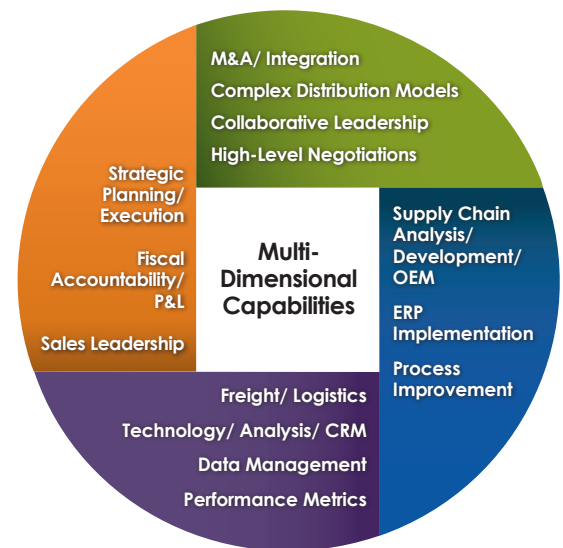 M&A/ Integration
Complex Distribution Models
Collaborative Leadership
High-Level Negotiations
Strategic
Planning/
Execution
Fiscal
Accountability/
P&L
Sales Leadership
Multi-
Dimensional
Capabilities
Supply Chain
Analysis/
Development/
OEM
ERP
Implementation
Process
Improvement
Freight/ Logistics
Technology/ Analysis/ CRM
Data Management
Performance Metrics